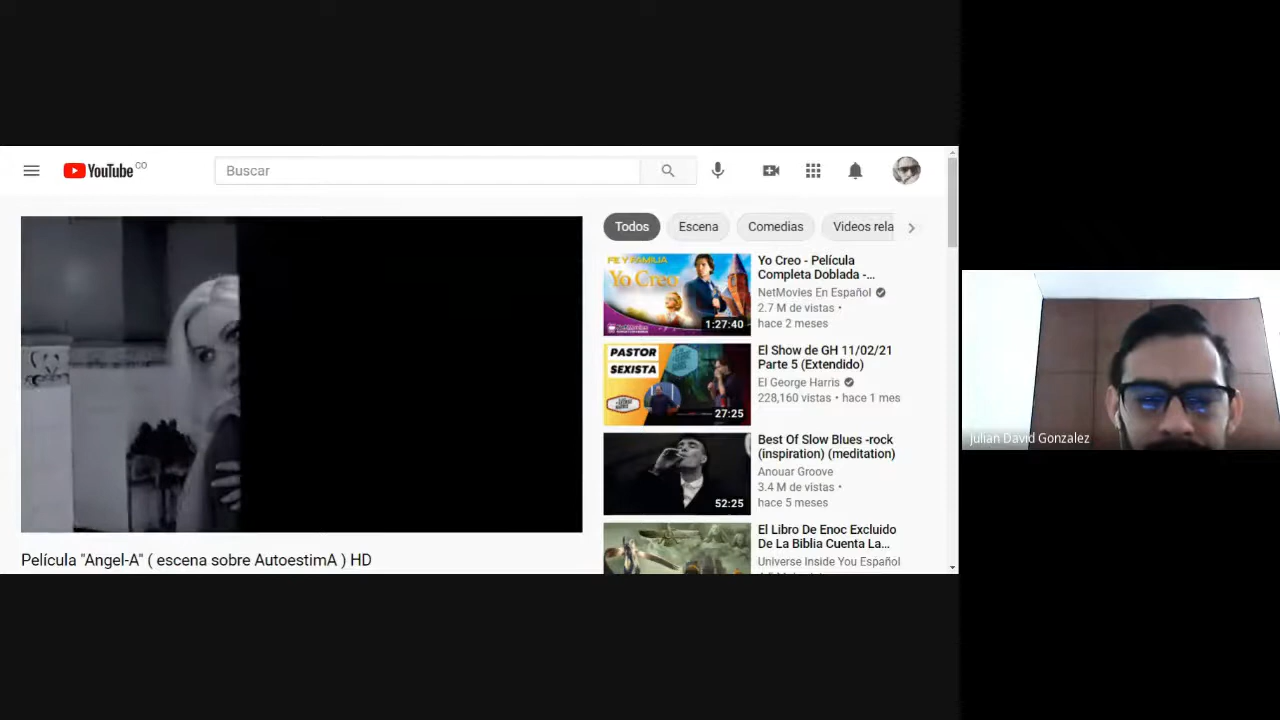 YouTube CO
Buscar
Todos
Escena
Comedias
Videos rela
FE Y FAMILIA
Yo Creo
1:27:40
Yo Creo - Película
Completa Doblada -...
NetMovies En Español
2.7 M de vistas •
hace 2 meses
PASTOR
SEXISTA
27:25
El Show de GH 11/02/21
Parte 5 (Extendido)
El George Harris
228,160 vistas • hace 1 mes
52:25
Best Of Slow Blues -rock
(inspiration) (meditation)
Anouar Groove
3.4 M de vistas •
hace 5 meses
El Libro De Enoc Excluido
De La Biblia Cuenta La...
Universe Inside You Español
Película "Angel-A" ( escena sobre AutoestimA ) HD
Julian David Gonzalez